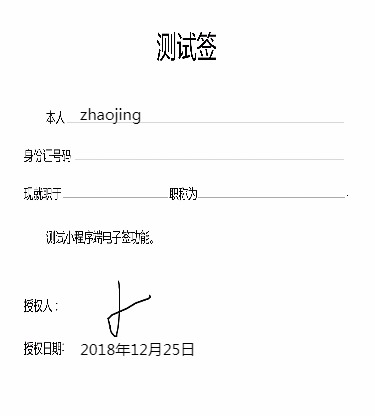 测试签
本人 zhaojing
身份证号码
现就职于 职称为 .
测试小程序端电子签功能。
授权人：
授权日期: 2018年12月25日